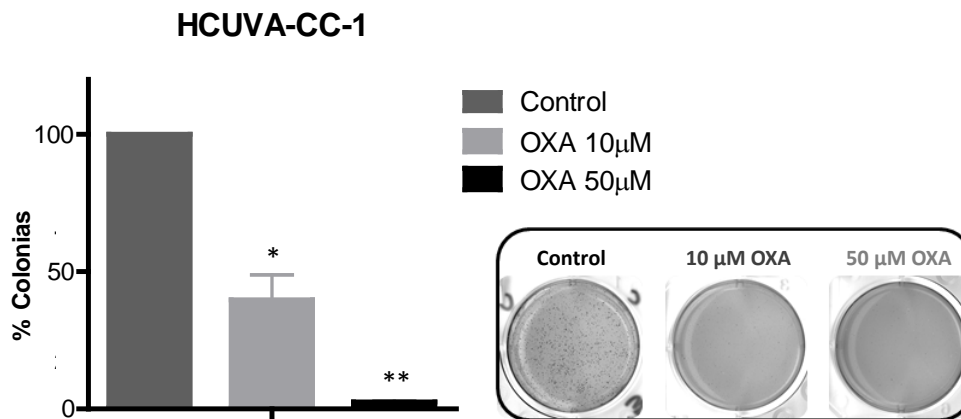 HCUVA-CC-1
% Colonias
100
50
0
*
**
Control
OXA 10μM
OXA 50μM
Control
10 μM OXA
50 μM OXA